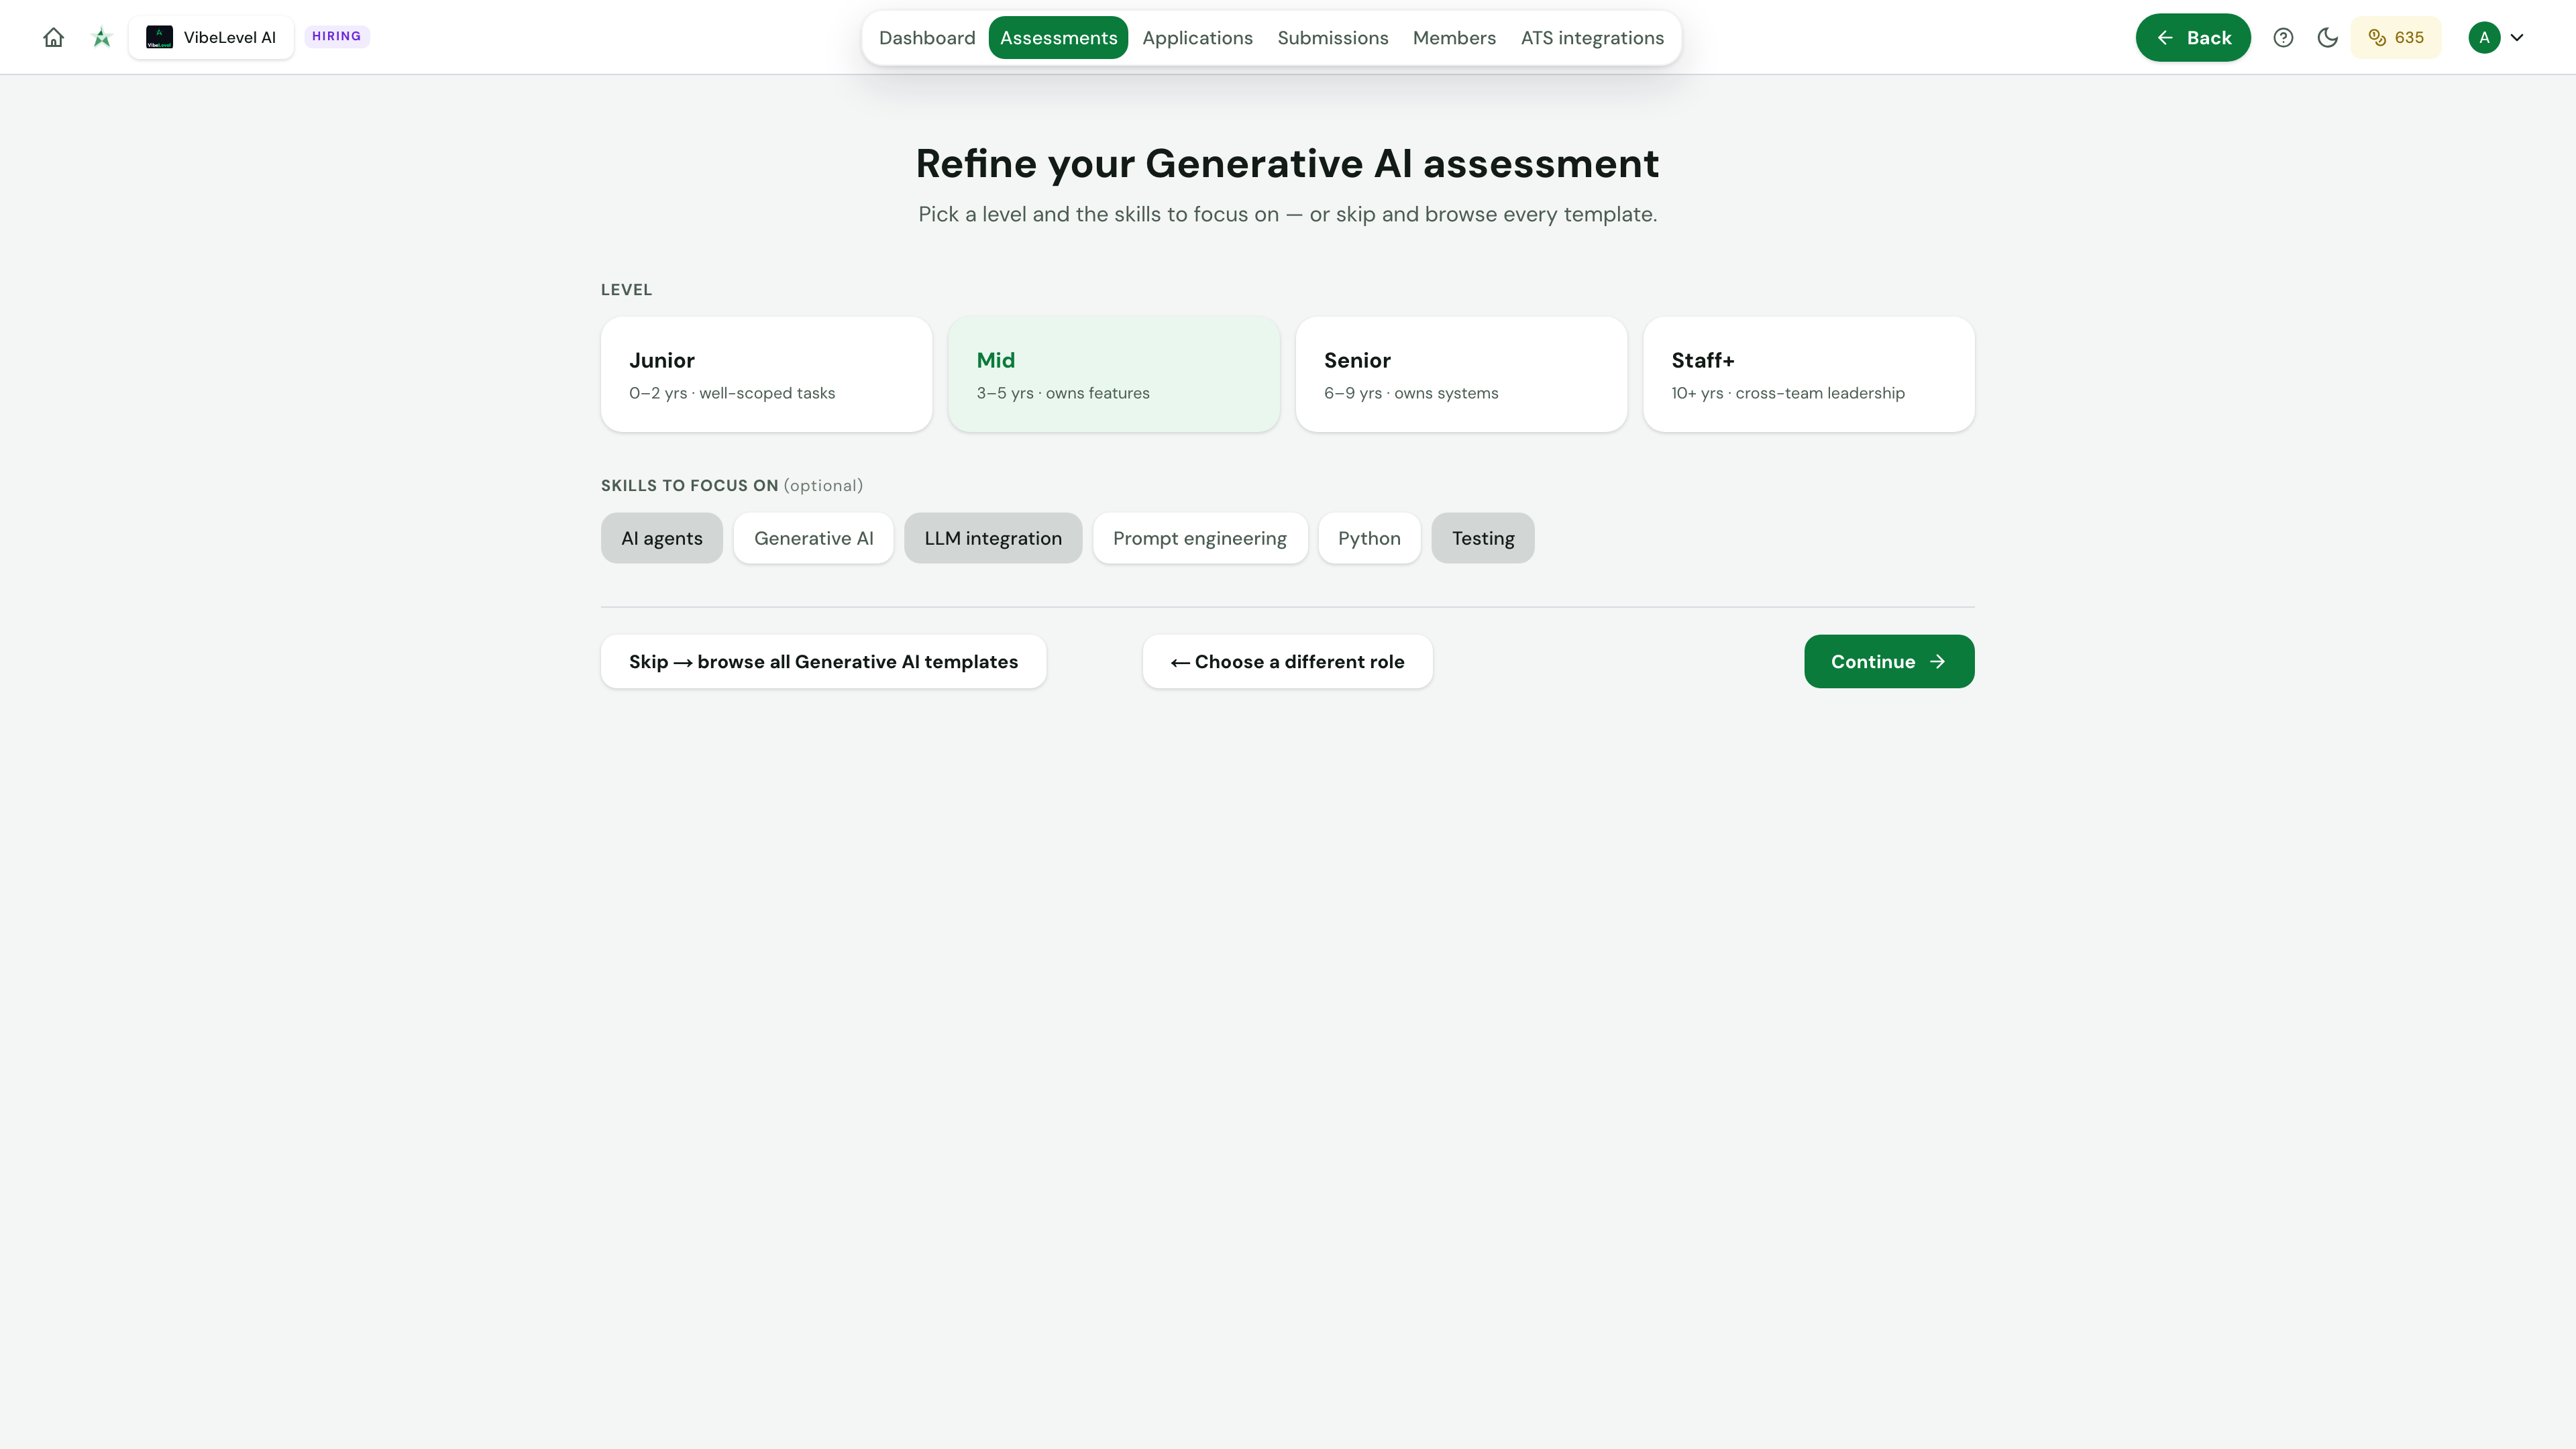 VibeLevel AI
HIRING
Dashboard
Assessments
Applications
Submissions
Members
ATS integrations
← Back
635
A
Refine your Generative AI assessment
Pick a level and the skills to focus on — or skip and browse every template.
LEVEL
Junior
0–2 yrs · well-scoped tasks
Mid
3–5 yrs · owns features
Senior
6–9 yrs · owns systems
Staff+
10+ yrs · cross-team leadership
SKILLS TO FOCUS ON (optional)
AI agents
Generative AI
LLM integration
Prompt engineering
Python
Testing
Skip → browse all Generative AI templates
← Choose a different role
Continue →